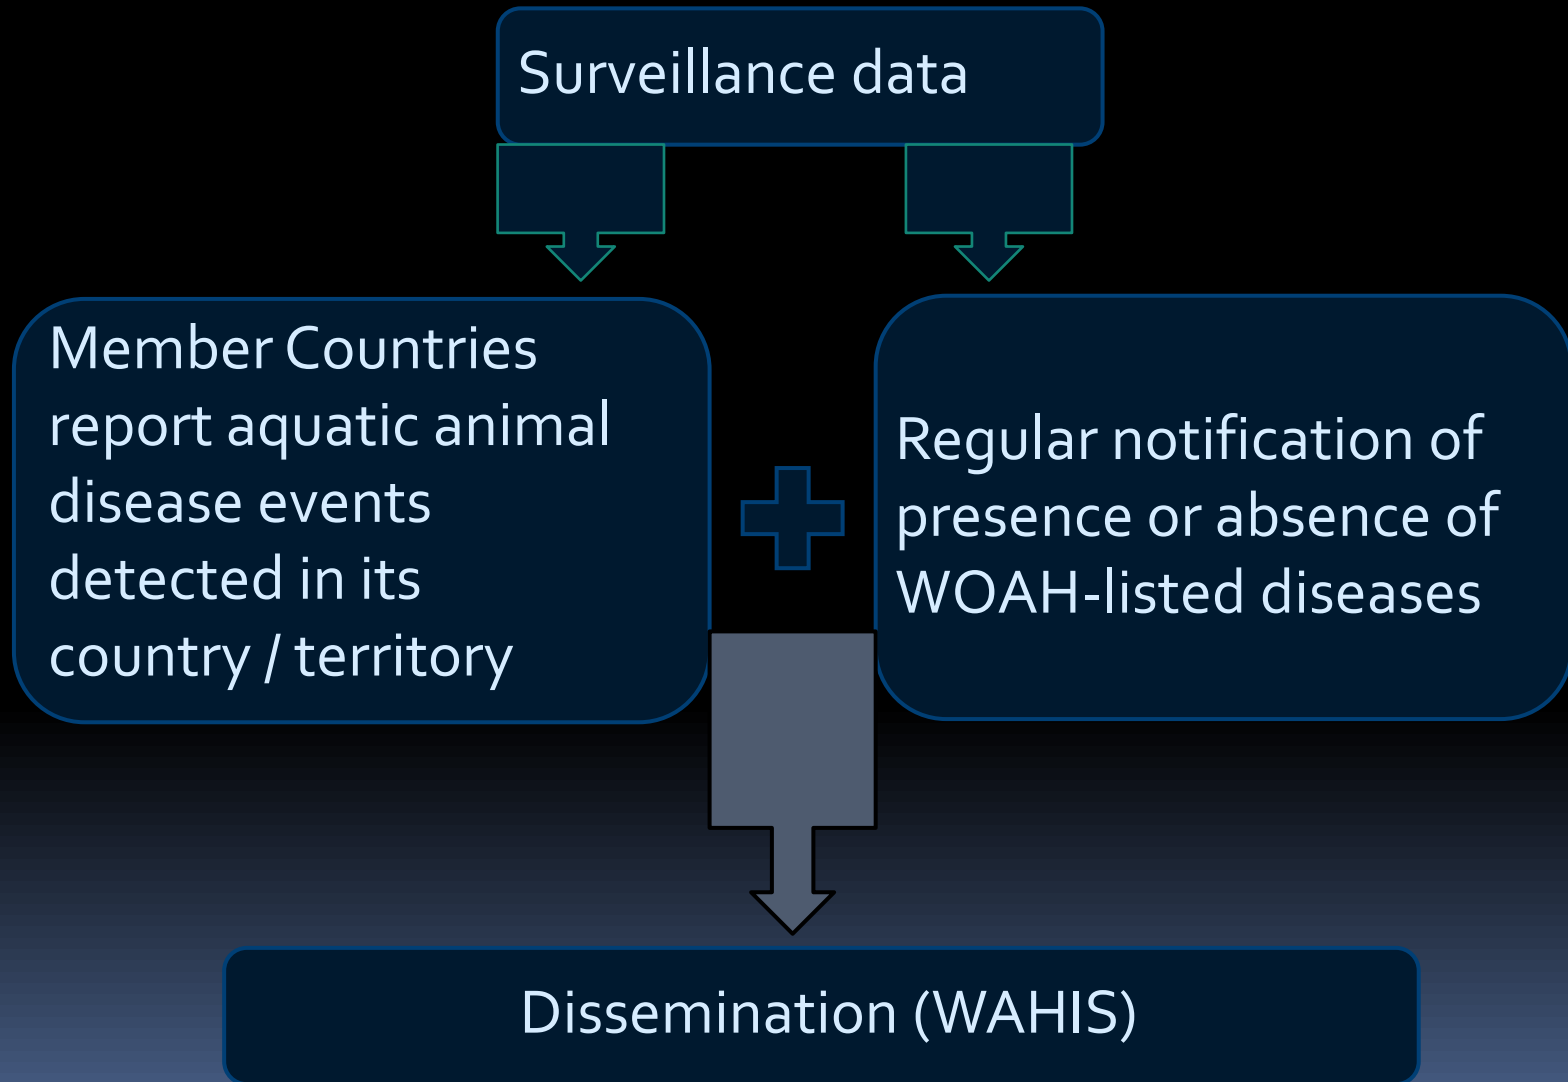 Surveillance data
Member Countries
report aquatic animal
disease events
detected in its
country / territory
Regular notification of
presence or absence of
WOAH-listed diseases
Dissemination (WAHIS)